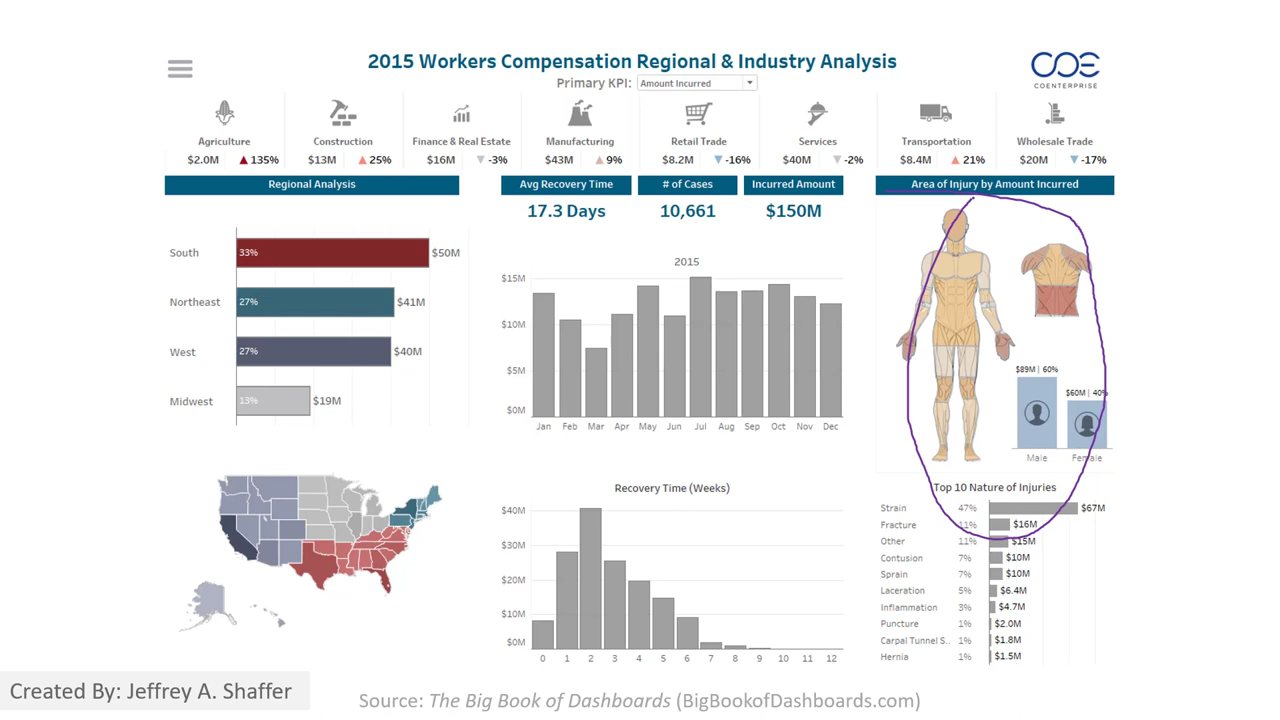 2015 Workers Compensation Regional & Industry Analysis
Primary KPI: Amount Incurred
COE
COENTERPRISE
Agriculture
$2.0M 135%
Construction
$13M 25%
Finance & Real Estate
$16M -3%
Manufacturing
$43M 9%
Retail Trade
$8.2M -16%
Services
$40M -2%
Transportation
$8.4M 21%
Wholesale Trade
$20M -17%
Regional Analysis
South 33% $50M
Northeast 27% $41M
West 27% $40M
Midwest 13% $19M
Avg Recovery Time
17.3 Days
# of Cases
10,661
Incurred Amount
$150M
2015
$15M
$10M
$5M
$0M
Jan Feb Mar Apr May Jun Jul Aug Sep Oct Nov Dec
Recovery Time (Weeks)
$40M
$30M
$20M
$10M
$0M
0 1 2 3 4 5 6 7 8 9 10 11 12
Area of Injury by Amount Incurred
$89M | 60%
$60M | 40%
Male Female
Top 10 Nature of Injuries
Strain 47% $67M
Fracture 11% $16M
Other 11% $15M
Contusion 7% $10M
Sprain 7% $10M
Laceration 5% $6.4M
Inflammation 3% $4.7M
Puncture 1% $2.0M
Carpal Tunnel S.. 1% $1.8M
Hernia 1% $1.5M
Created By: Jeffrey A. Shaffer
Source: The Big Book of Dashboards (BigBookofDashboards.com)